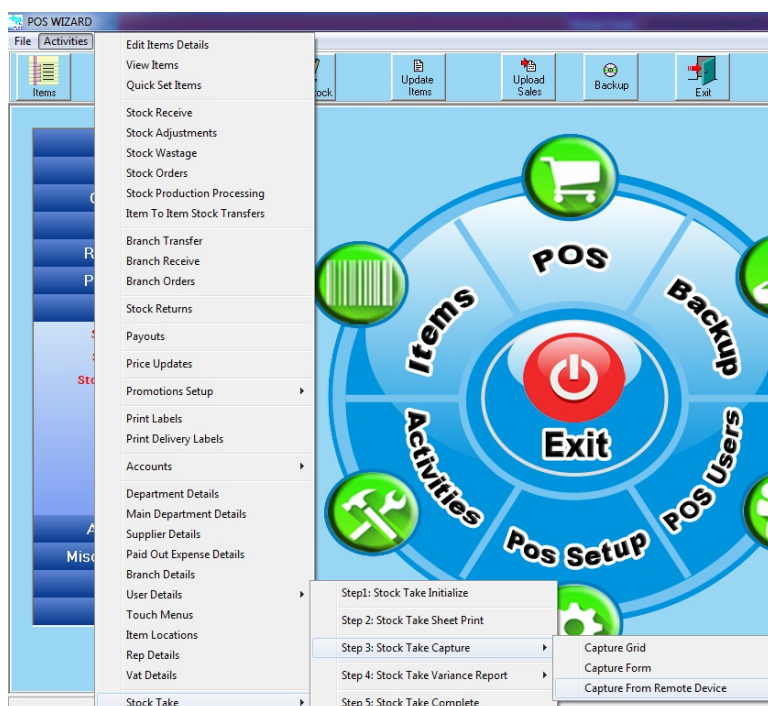 POS WIZARD
File Activities
Items
Update
Items
Upload
Sales
Backup
Exit
Edit Items Details
View Items
Quick Set Items
Stock Receive
Stock Adjustments
Stock Wastage
Stock Orders
Stock Production Processing
Item To Item Stock Transfers
Branch Transfer
Branch Receive
Branch Orders
Stock Returns
Payouts
Price Updates
Promotions Setup
Print Labels
Print Delivery Labels
Accounts
Department Details
Main Department Details
Supplier Details
Paid Out Expense Details
Branch Details
User Details
Touch Menus
Item Locations
Rep Details
Vat Details
Stock Take
Step1: Stock Take Initialize
Step 2: Stock Take Sheet Print
Step 3: Stock Take Capture
Step 4: Stock Take Variance Report
Step 5: Stock Take Complete
Capture Grid
Capture Form
Capture From Remote Device
POS
Items
Backup
Exit
Activities
POS Users
Pos Setup